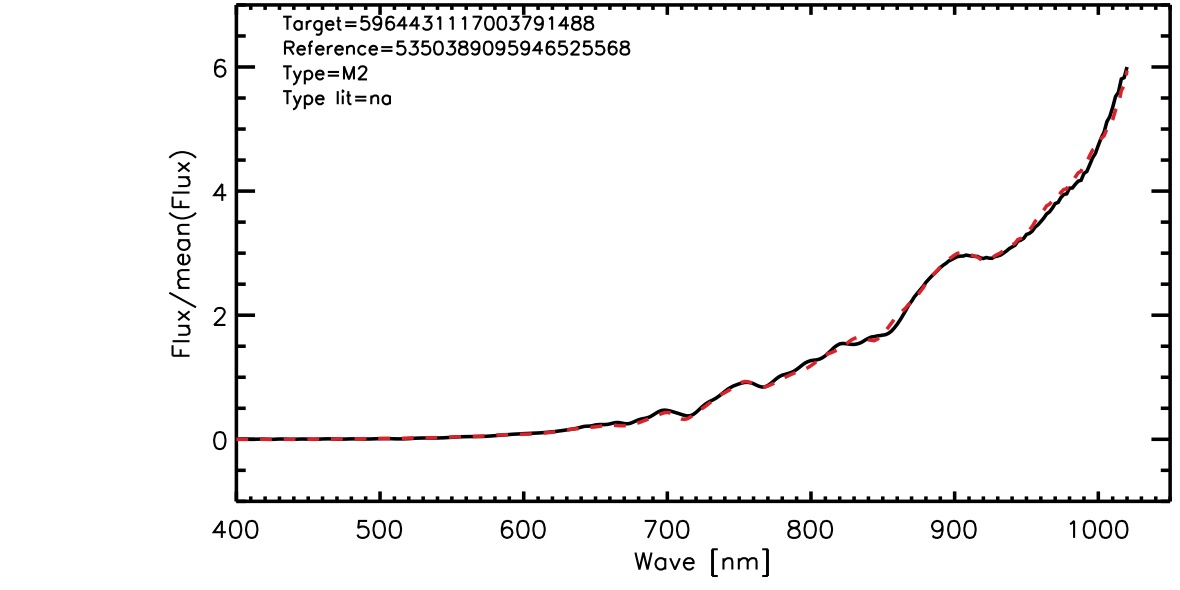 Target=5964431117003791488
Reference=5350389095946525568
Type=M2
Type lit=na
6
4
2
0
Flux/mean(Flux)
400 500 600 700 800 900 1000
Wave [nm]